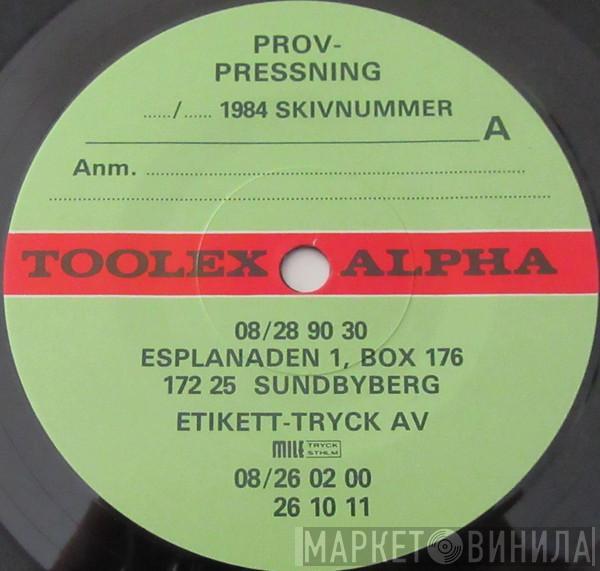 PROV-
PRESSNING
....../...... 1984 SKIVNUMMER
A
Anm.
TOOLEX ALPHA
08/28 90 30
ESPLANADEN 1, BOX 176
172 25 SUNDBYBERG
ETIKETT-TRYCK AV
MILE TRYCK STHLM
08/26 02 00
26 10 11
МАРКЕТ ВИНИЛА